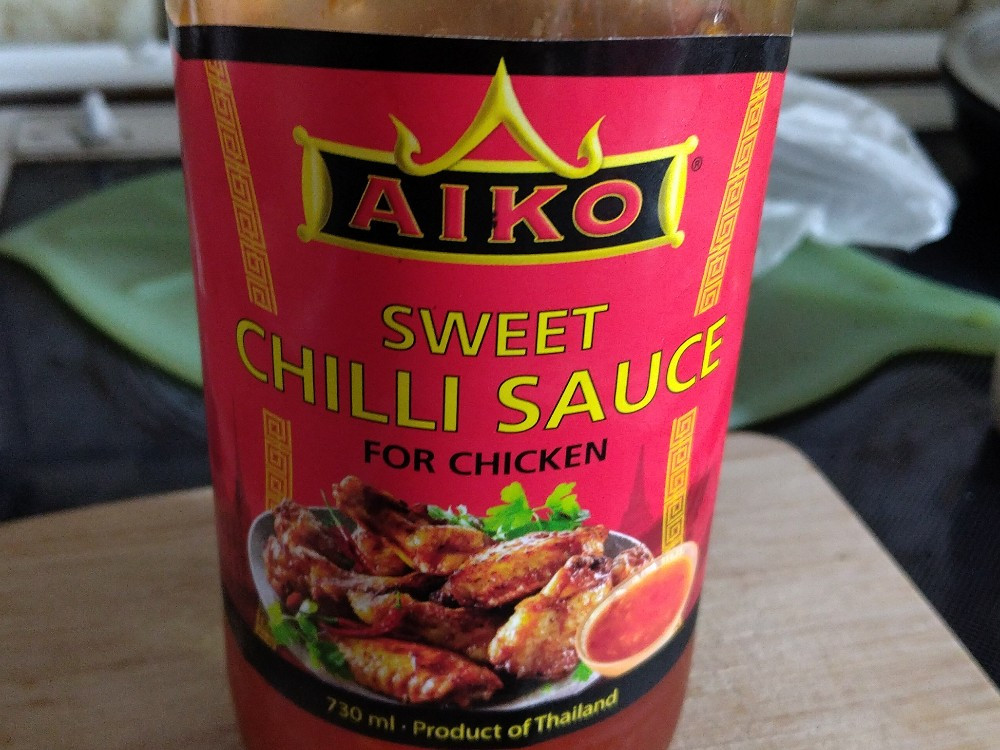 AIKO®
SWEET
CHILLI SAUCE
FOR CHICKEN
730 ml · Product of Thailand